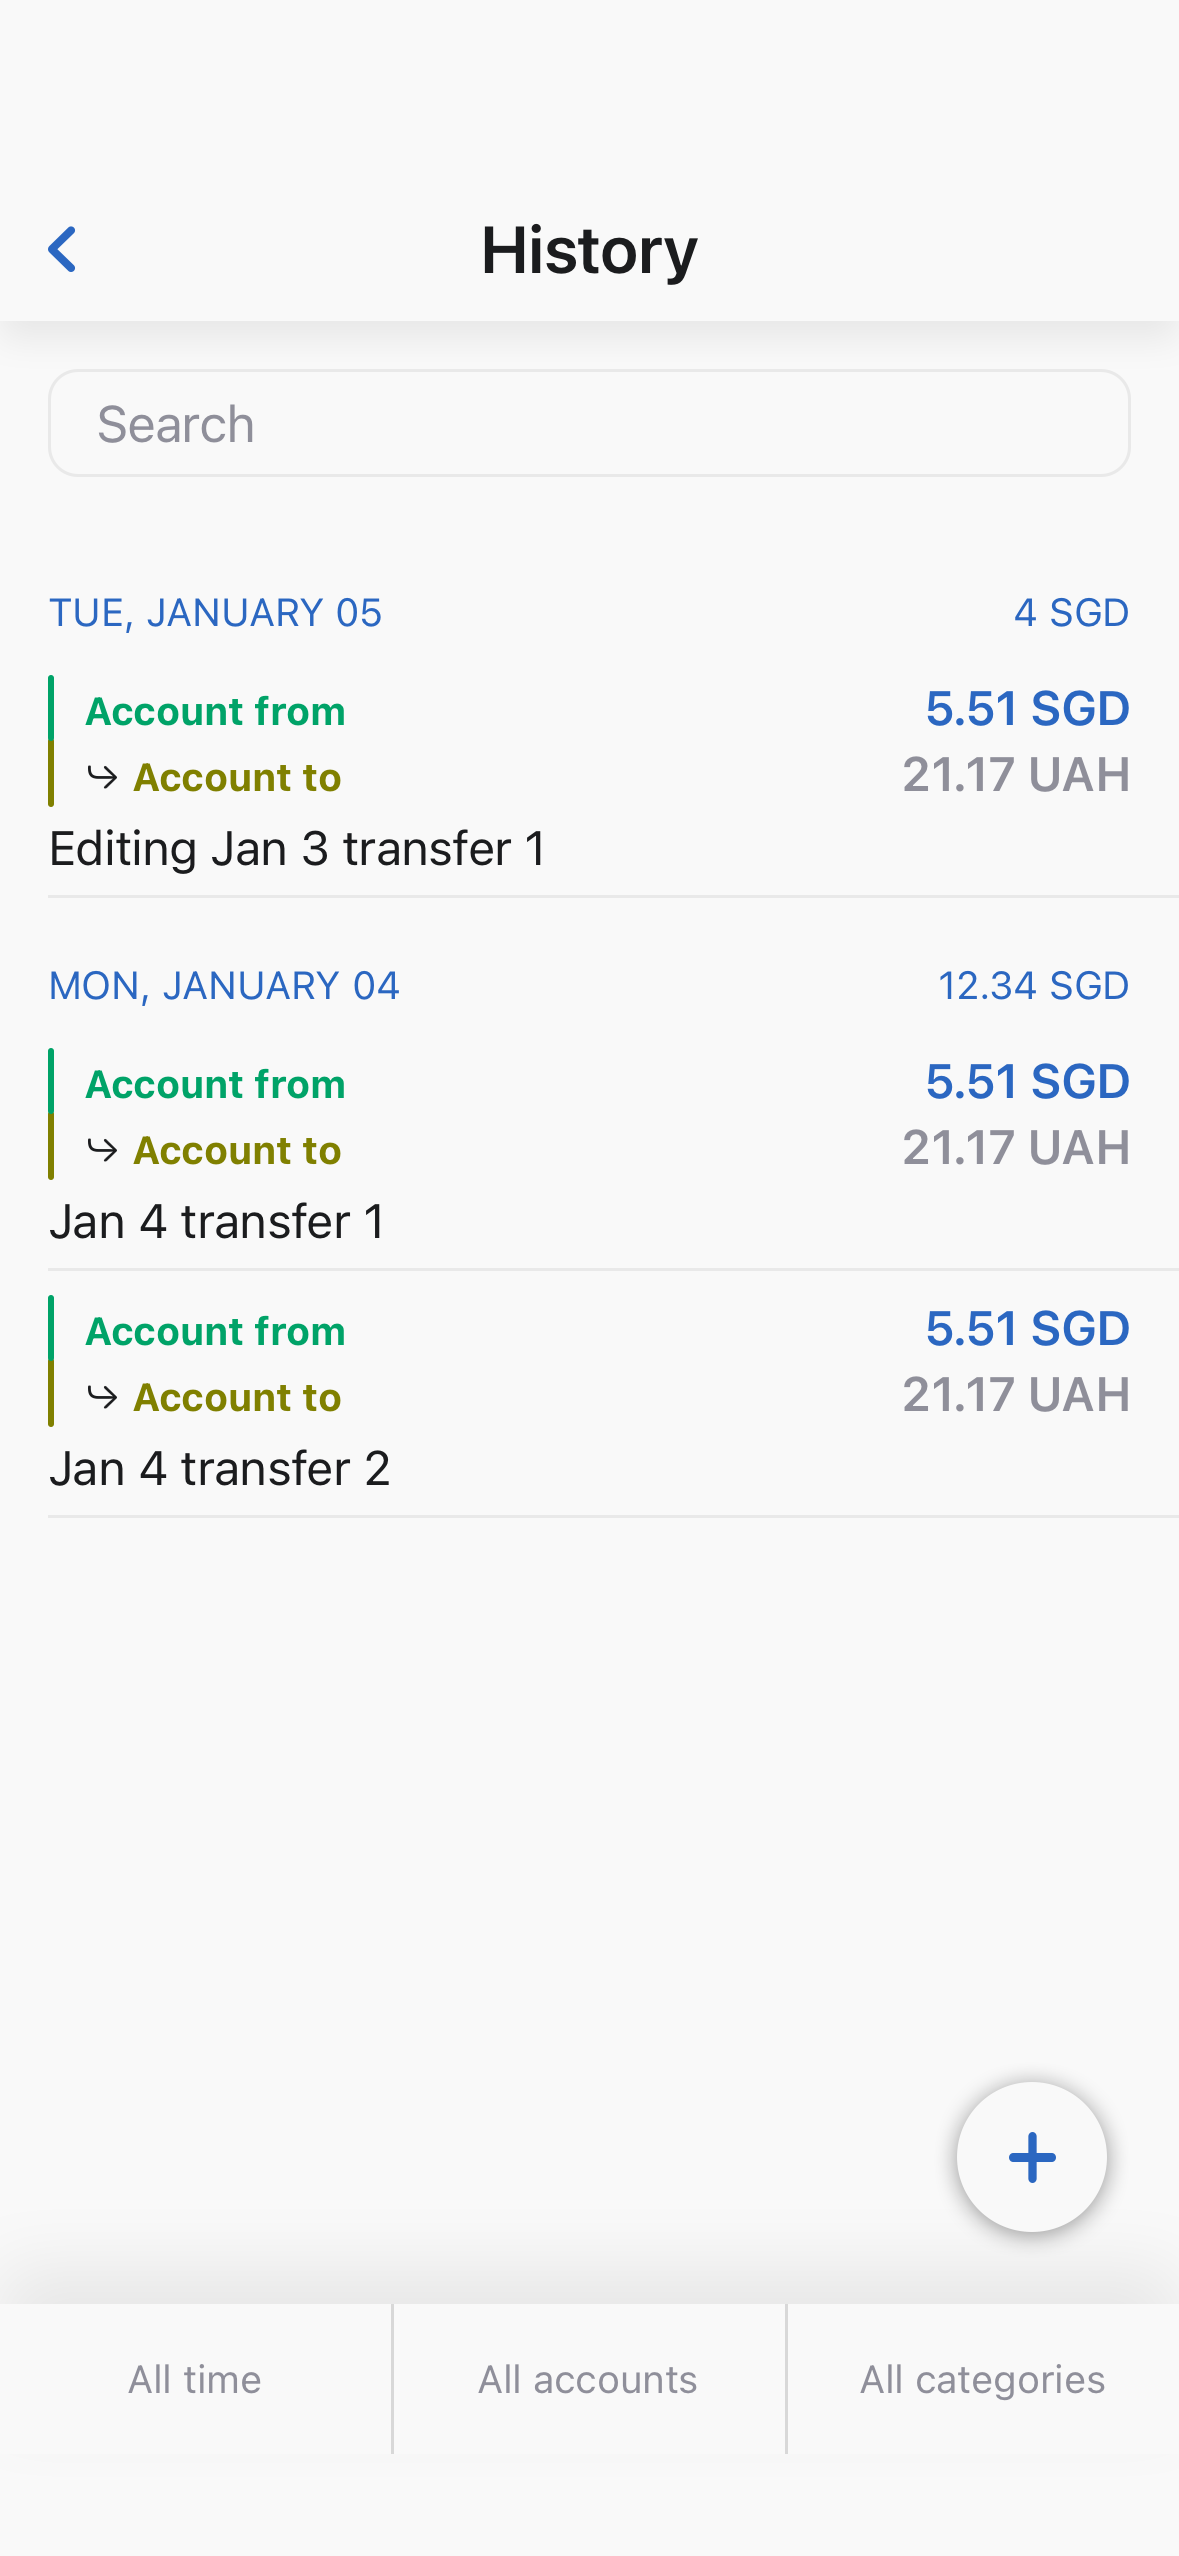 History
Search
TUE, JANUARY 05 4 SGD
Account from 5.51 SGD
Account to 21.17 UAH
Editing Jan 3 transfer 1
MON, JANUARY 04 12.34 SGD
Account from 5.51 SGD
Account to 21.17 UAH
Jan 4 transfer 1
Account from 5.51 SGD
Account to 21.17 UAH
Jan 4 transfer 2
All time All accounts All categories